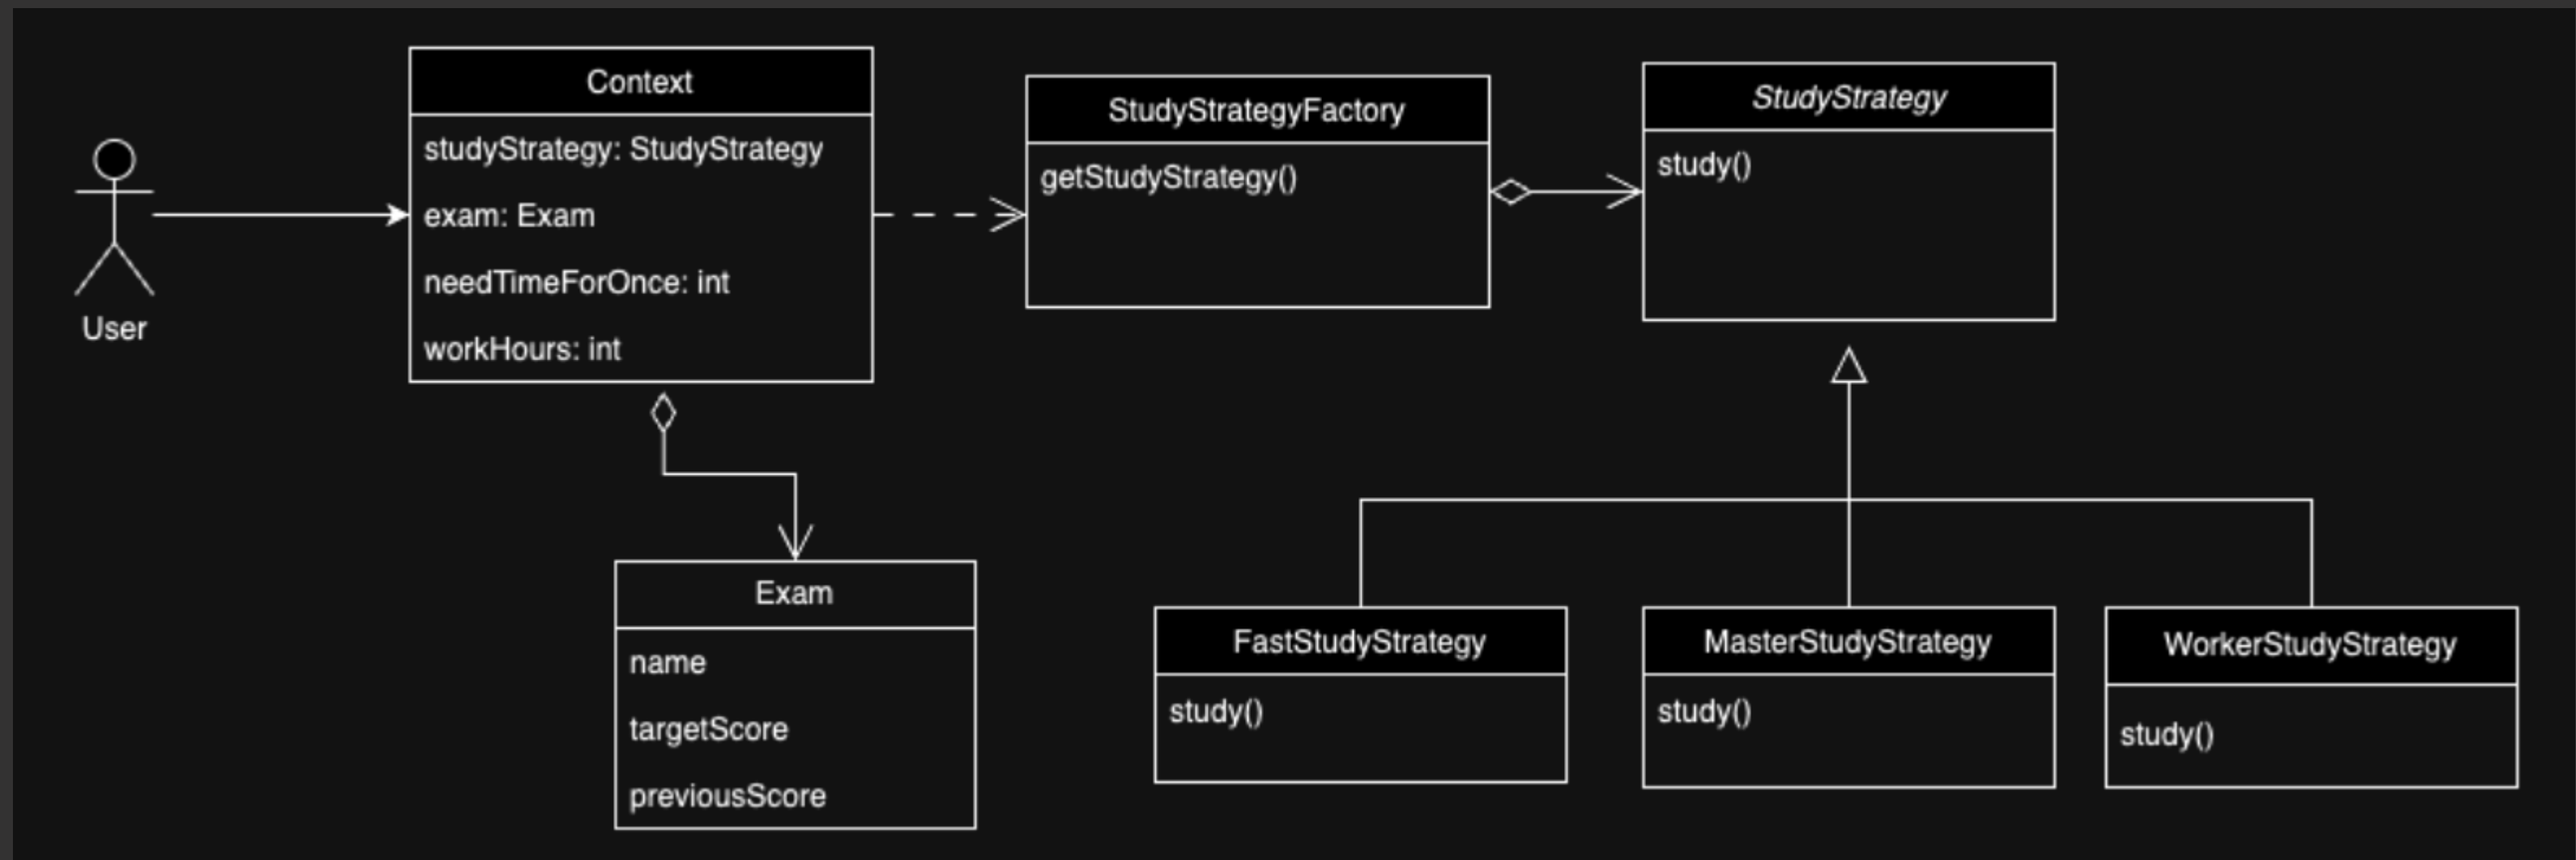 User
Context
studyStrategy: StudyStrategy
exam: Exam
needTimeForOnce: int
workHours: int
StudyStrategyFactory
getStudyStrategy()
StudyStrategy
study()
Exam
name
targetScore
previousScore
FastStudyStrategy
study()
MasterStudyStrategy
study()
WorkerStudyStrategy
study()